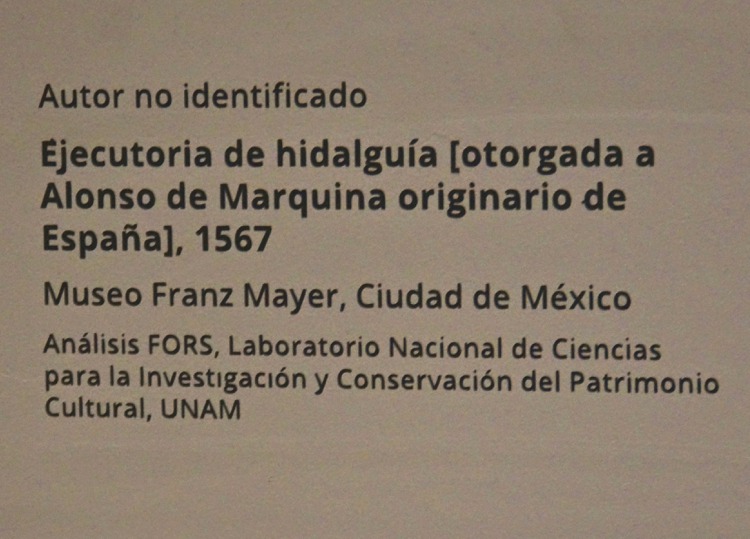 Autor no identificado
Ejecutoria de hidalguía [otorgada a
Alonso de Marquina originario de
España], 1567
Museo Franz Mayer, Ciudad de México
Análisis FORS, Laboratorio Nacional de Ciencias
para la Investigación y Conservación del Patrimonio
Cultural, UNAM